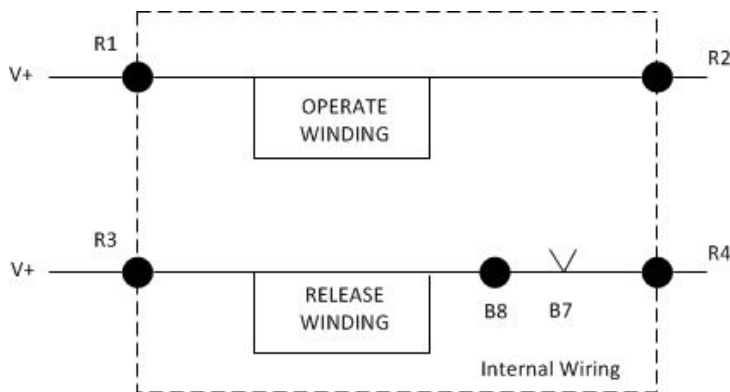 R1
R2
V+
OPERATE
WINDING
R3
R4
V+
RELEASE
WINDING
B8
B7
Internal Wiring